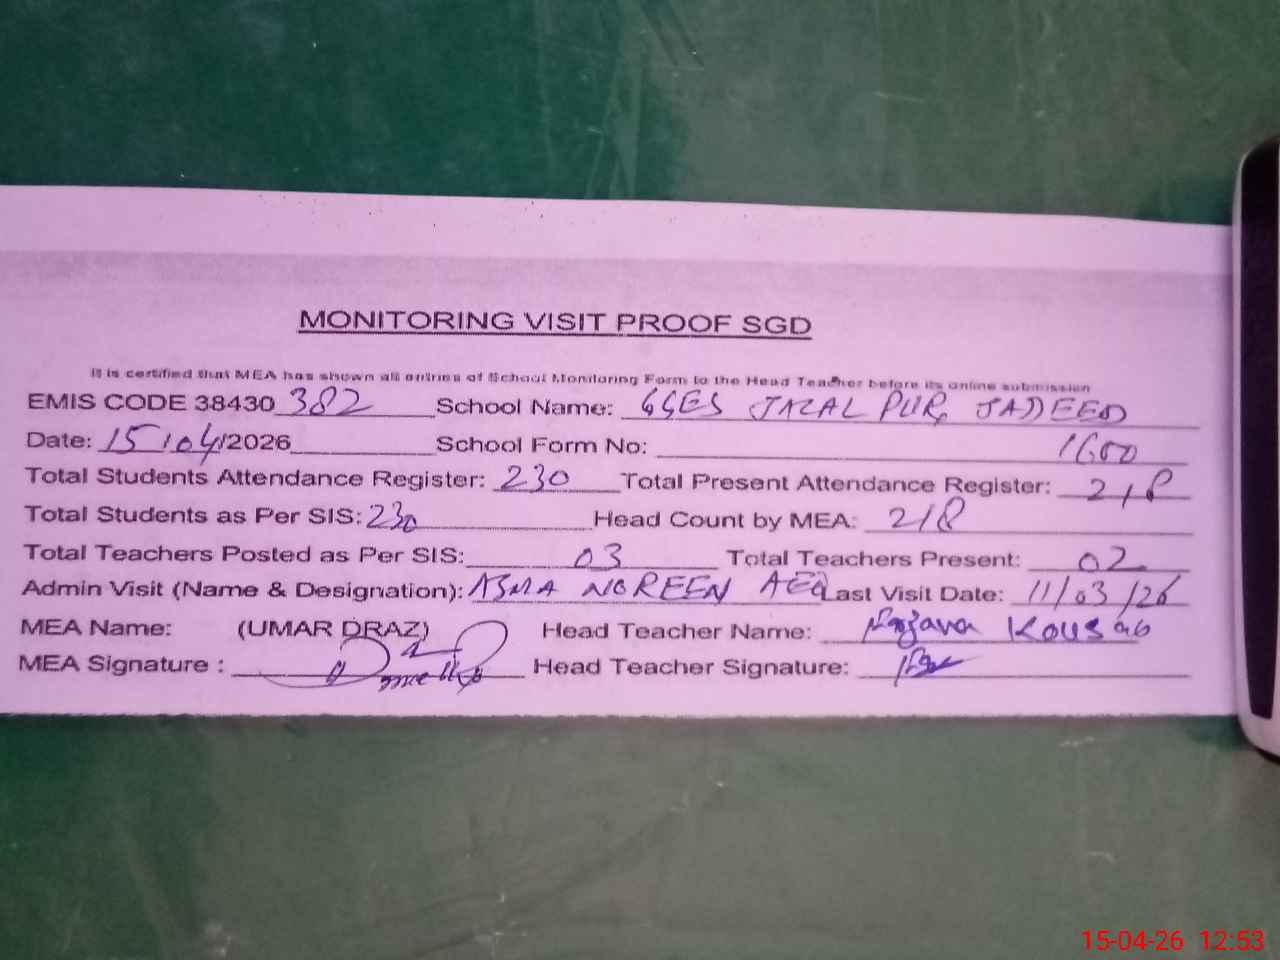 MONITORING VISIT PROOF SGD
It is certified that MEA has shown all entries of School Monitoring Form to the Head Teacher before its online submission
EMIS CODE 38430 382 School Name: GGES JALAL PUR JADEED
Date: 15/04/2026 School Form No: 1600
Total Students Attendance Register: 230 Total Present Attendance Register: 218
Total Students as Per SIS: 230 Head Count by MEA: 218
Total Teachers Posted as Per SIS: 03 Total Teachers Present: 02
Admin Visit (Name & Designation): ASMA NOREEN AEO Last Visit Date: 11/03/26
MEA Name: (UMAR DRAZ) Head Teacher Name: Kousar
MEA Signature : Head Teacher Signature:
15-04-26 12:53